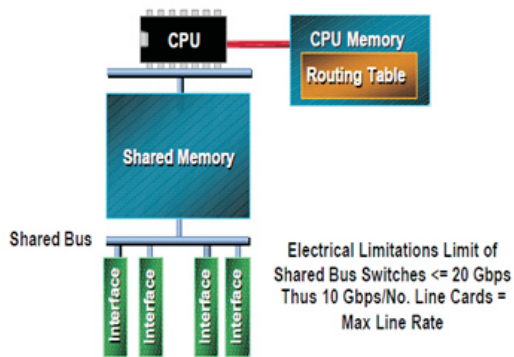 CPU
CPU Memory
Routing Table
Shared Memory
Shared Bus
Interface
Interface
Interface
Interface
Electrical Limitations Limit of
Shared Bus Switches <= 20 Gbps
Thus 10 Gbps/No. Line Cards =
Max Line Rate